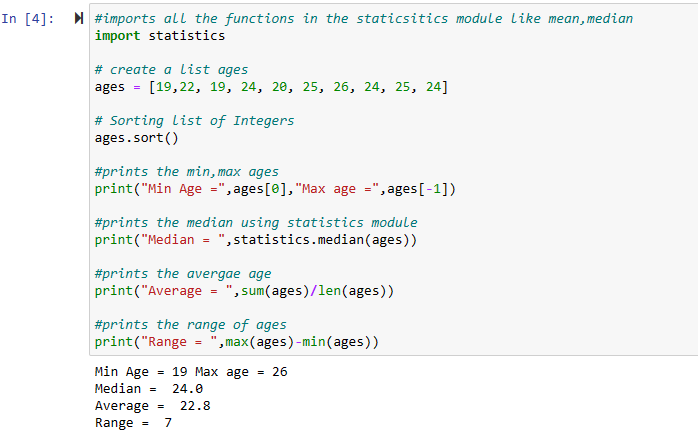 In [4]:
#imports all the functions in the staticsitics module like mean,median
import statistics
# create a list ages
ages = [19,22, 19, 24, 20, 25, 26, 24, 25, 24]
# Sorting list of Integers
ages.sort()
#prints the min,max ages
print("Min Age =",ages[0],"Max age =",ages[-1])
#prints the median using statistics module
print("Median = ",statistics.median(ages))
#prints the avergae age
print("Average = ",sum(ages)/len(ages))
#prints the range of ages
print("Range = ",max(ages)-min(ages))
Min Age = 19 Max age = 26
Median =  24.0
Average =  22.8
Range =  7